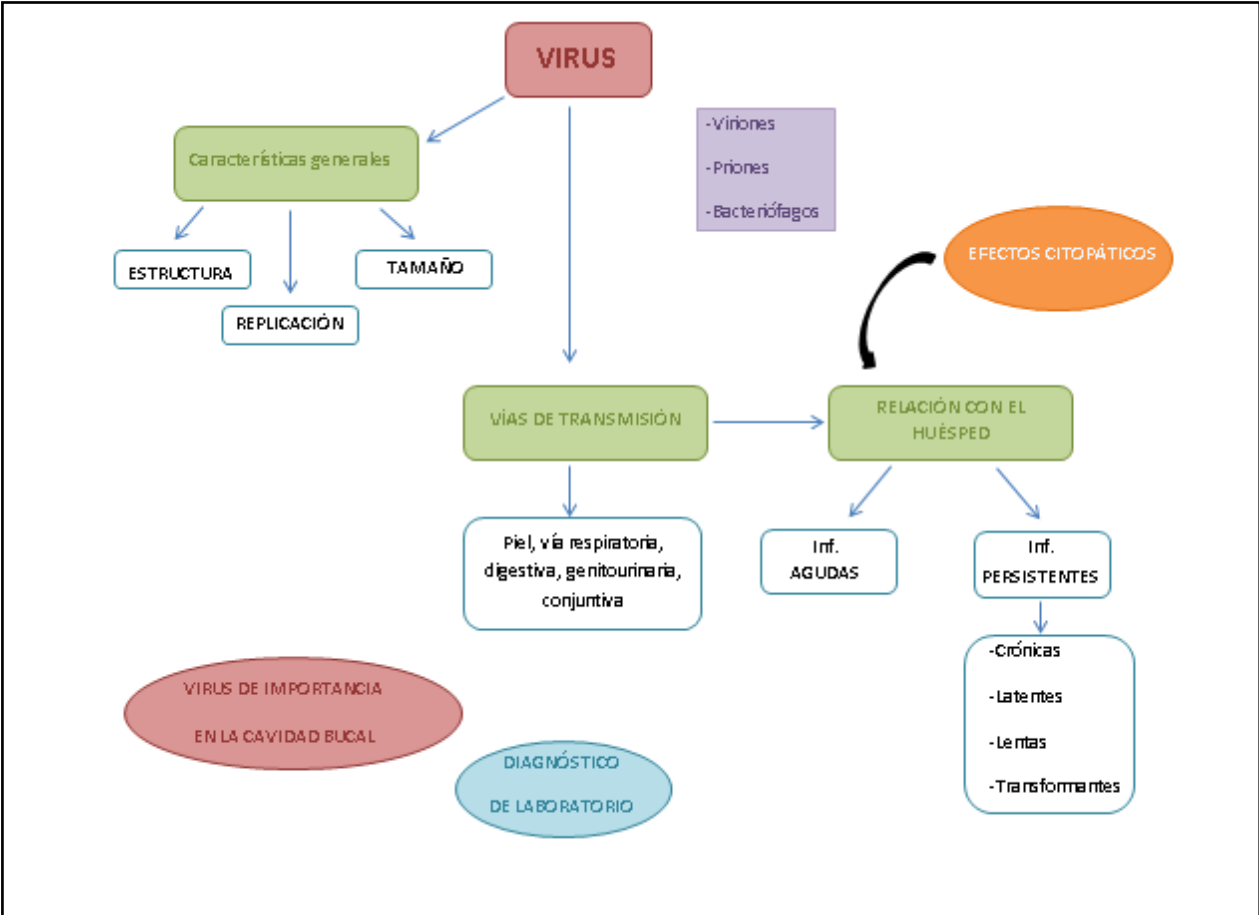 VIRUS
-Viriones
-Priones
-Bacteriófagos
Características generales
ESTRUCTURA
TAMAÑO
REPLICACIÓN
EFECTOS CITOPÁTICOS
VÍAS DE TRANSMISIÓN
RELACIÓN CON EL
HUÉSPED
Piel, vía respiratoria,
digestiva, genitourinaria,
conjuntiva
Inf.
AGUDAS
Inf.
PERSISTENTES
-Crónicas
-Latentes
-Lentas
-Transformantes
VIRUS DE IMPORTANCIA
EN LA CAVIDAD BUCAL
DIAGNÓSTICO
DE LABORATORIO